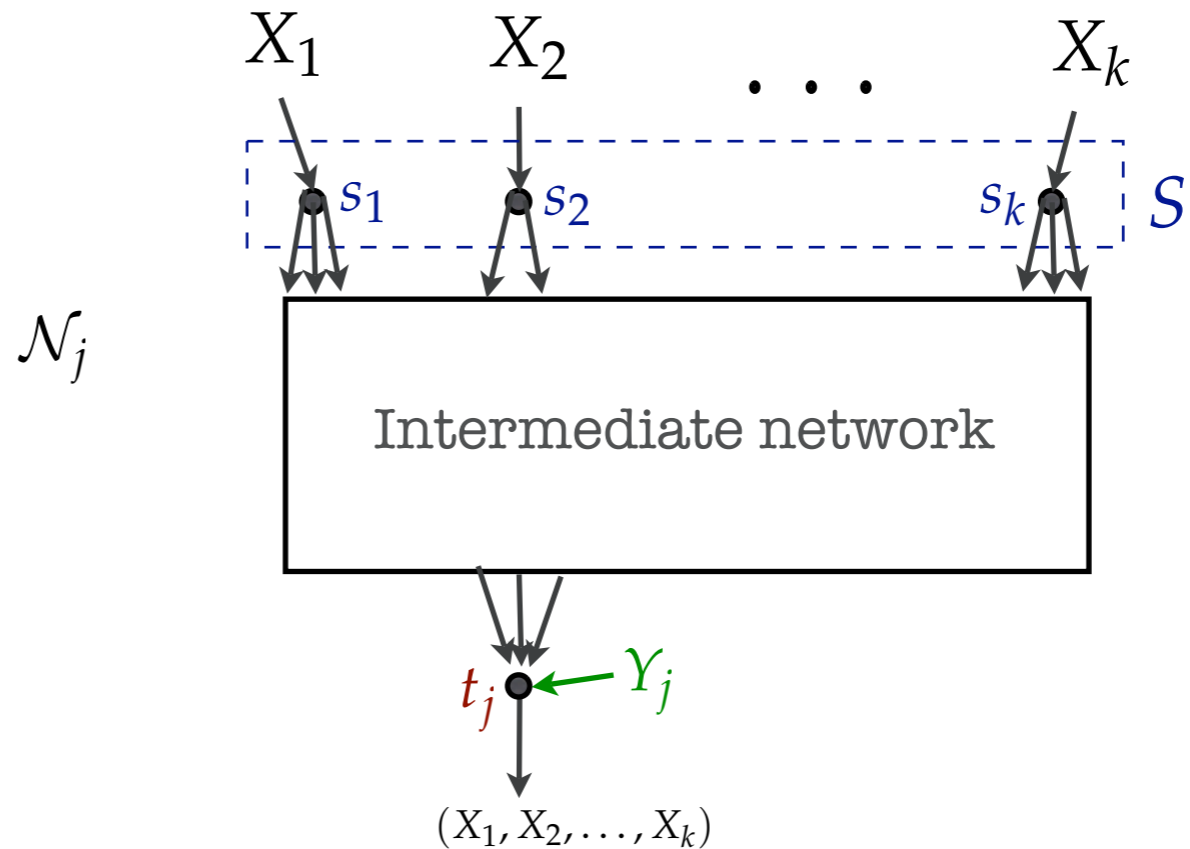 X₁ X₂ . . . Xₖ
s₁ s₂ sₖ S
𝒩ⱼ
Intermediate network
tⱼ Yⱼ
(X₁, X₂, . . . , Xₖ)